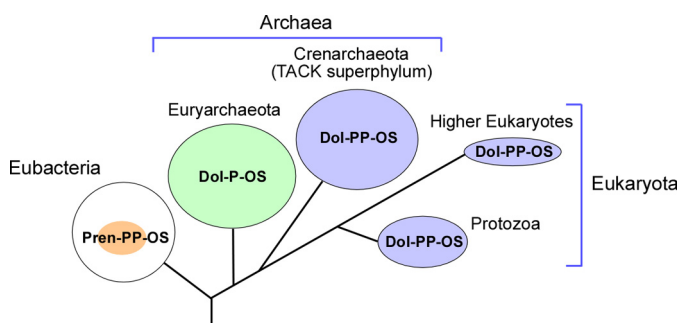 Archaea
Crenarchaeota
(TACK superphylum)
Euryarchaeota
Higher Eukaryotes
Dol-PP-OS
Dol-PP-OS
Eubacteria
Dol-P-OS
Eukaryota
Protozoa
Pren-PP-OS
Dol-PP-OS